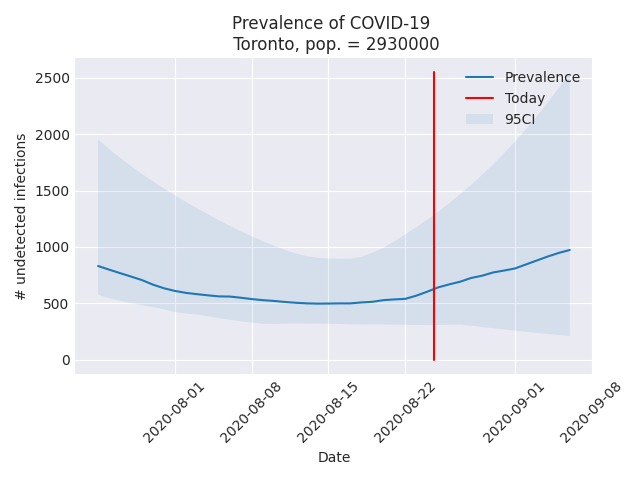 Prevalence of COVID-19
Toronto, pop. = 2930000
Prevalence
Today
95CI
2500
2000
1500
1000
500
0
# undetected infections
2020-08-01
2020-08-08
2020-08-15
2020-08-22
2020-09-01
2020-09-08
Date